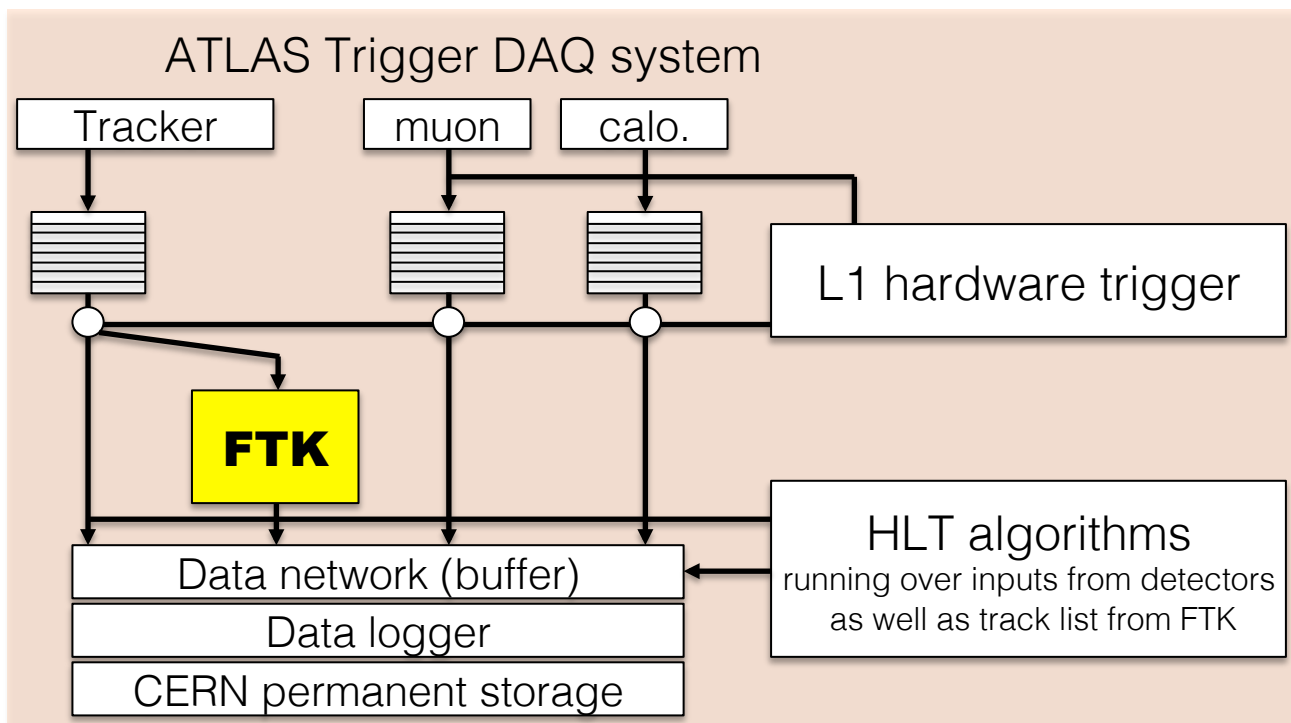 ATLAS Trigger DAQ system
Tracker
muon
calo.
L1 hardware trigger
FTK
HLT algorithms
running over inputs from detectors
as well as track list from FTK
Data network (buffer)
Data logger
CERN permanent storage